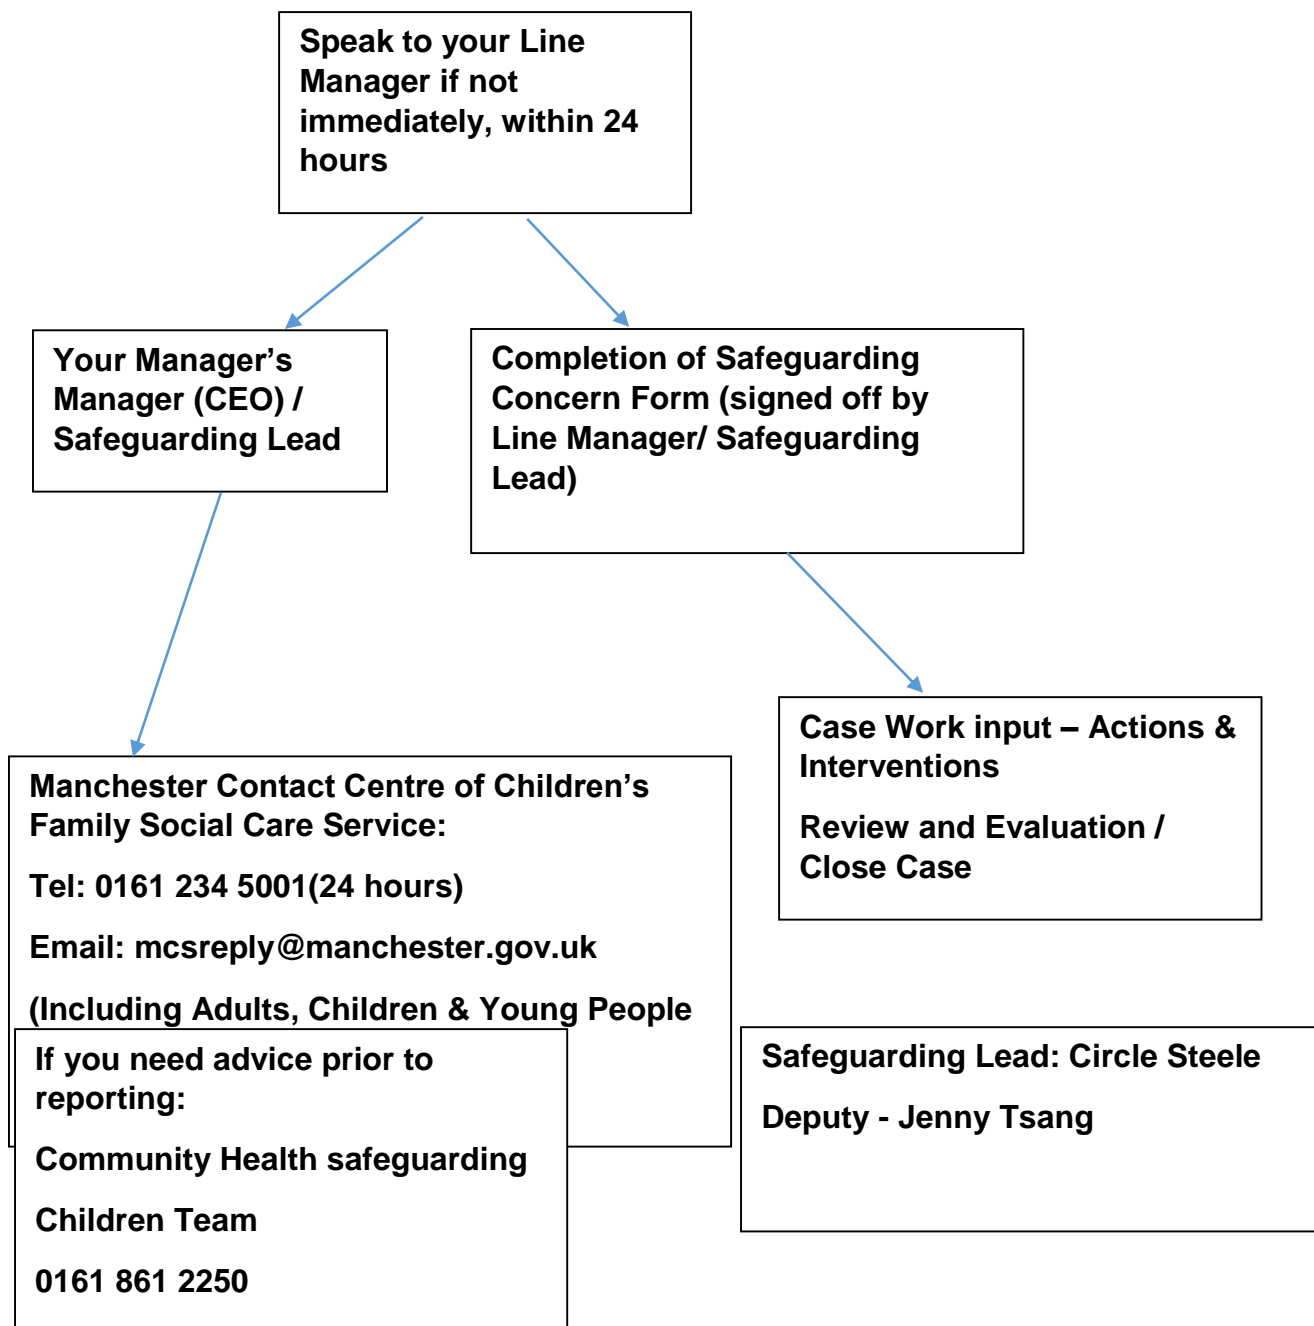 Speak to your Line
Manager if not
immediately, within 24
hours
Your Manager’s
Manager (CEO) /
Safeguarding Lead
Completion of Safeguarding
Concern Form (signed off by
Line Manager/ Safeguarding
Lead)
Case Work input – Actions &
Interventions
Review and Evaluation /
Close Case
Manchester Contact Centre of Children’s
Family Social Care Service:
Tel: 0161 234 5001(24 hours)
Email: mcsreply@manchester.gov.uk
(Including Adults, Children & Young People
If you need advice prior to
reporting:
Community Health safeguarding
Children Team
0161 861 2250
Safeguarding Lead: Circle Steele
Deputy - Jenny Tsang